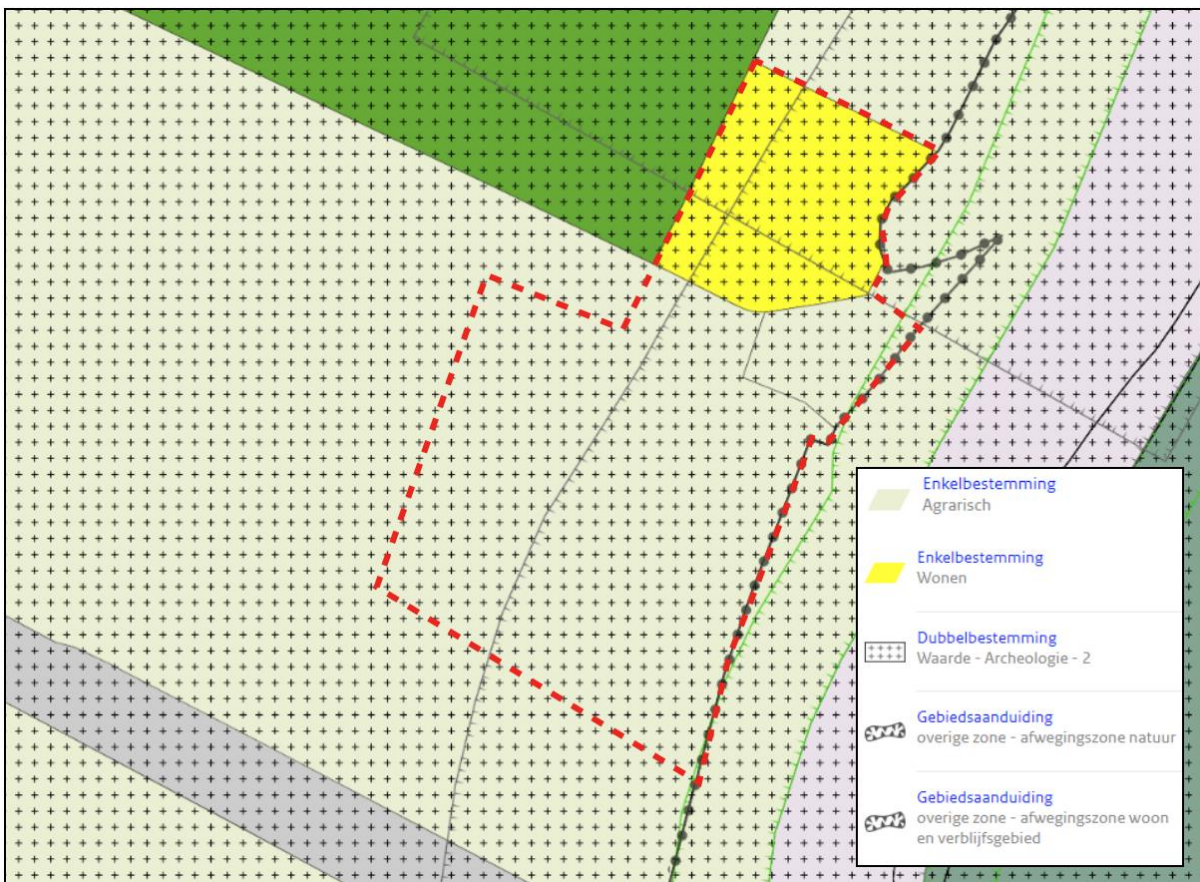 Enkelbestemming
Agrarisch
Enkelbestemming
Wonen
Dubbelbestemming
Waarde - Archeologie - 2
Gebiedsaanduiding
overige zone - afwegingszone natuur
Gebiedsaanduiding
overige zone - afwegingszone woon
en verblijfsgebied